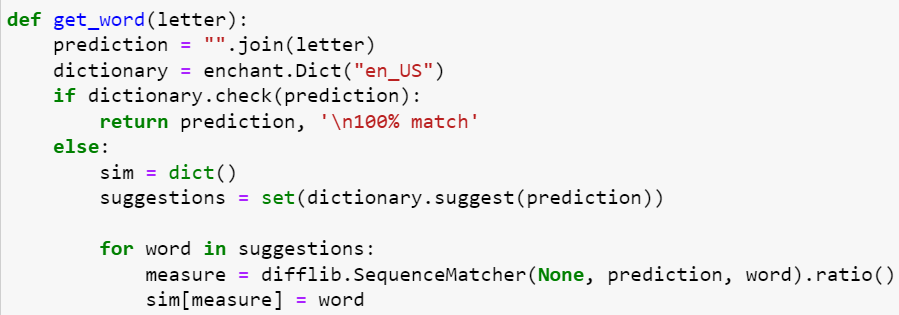 def get_word(letter):
    prediction = "".join(letter)
    dictionary = enchant.Dict("en_US")
    if dictionary.check(prediction):
        return prediction, '\n100% match'
    else:
        sim = dict()
        suggestions = set(dictionary.suggest(prediction))

        for word in suggestions:
            measure = difflib.SequenceMatcher(None, prediction, word).ratio()
            sim[measure] = word